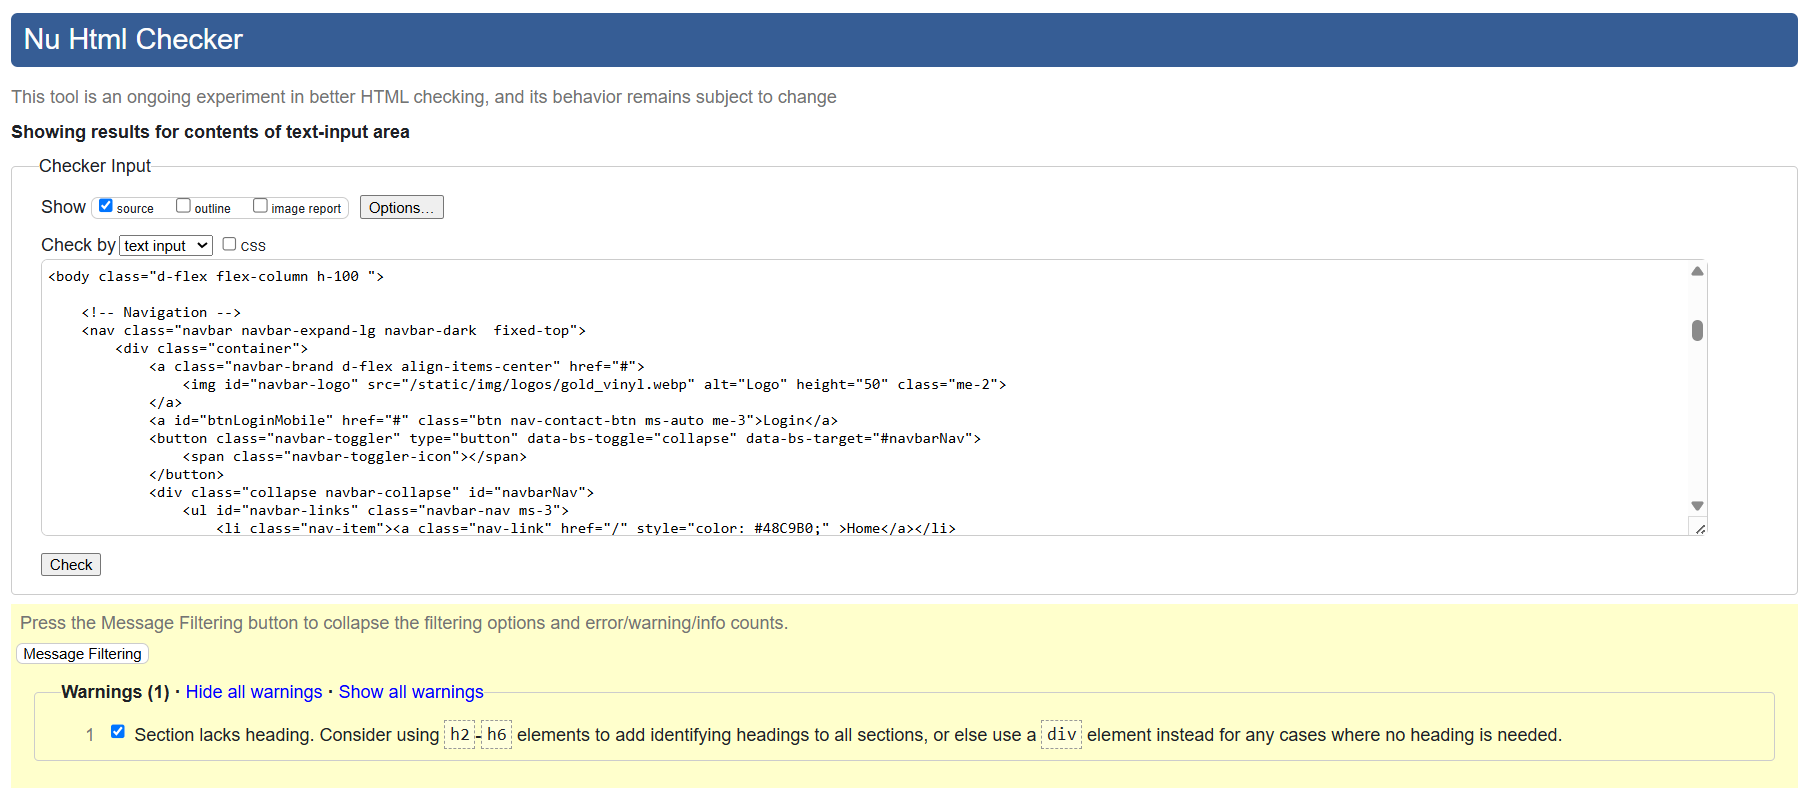 Nu Html Checker
This tool is an ongoing experiment in better HTML checking, and its behavior remains subject to change
Showing results for contents of text-input area
Checker Input
Show source outline image report Options...
Check by text input css
<body class="d-flex flex-column h-100 ">
<!-- Navigation -->
<nav class="navbar navbar-expand-lg navbar-dark  fixed-top">
<div class="container">
<a class="navbar-brand d-flex align-items-center" href="#">
<img id="navbar-logo" src="/static/img/logos/gold_vinyl.webp" alt="Logo" height="50" class="me-2">
</a>
<a id="btnLoginMobile" href="#" class="btn nav-contact-btn ms-auto me-3">Login</a>
<button class="navbar-toggler" type="button" data-bs-toggle="collapse" data-bs-target="#navbarNav">
<span class="navbar-toggler-icon"></span>
</button>
<div class="collapse navbar-collapse" id="navbarNav">
<ul id="navbar-links" class="navbar-nav ms-3">
<li class="nav-item"><a class="nav-link" href="/" style="color: #48C9B0;" >Home</a></li>
Check
Press the Message Filtering button to collapse the filtering options and error/warning/info counts.
Message Filtering
Warnings (1) · Hide all warnings · Show all warnings
1 Section lacks heading. Consider using h2-h6 elements to add identifying headings to all sections, or else use a div element instead for any cases where no heading is needed.